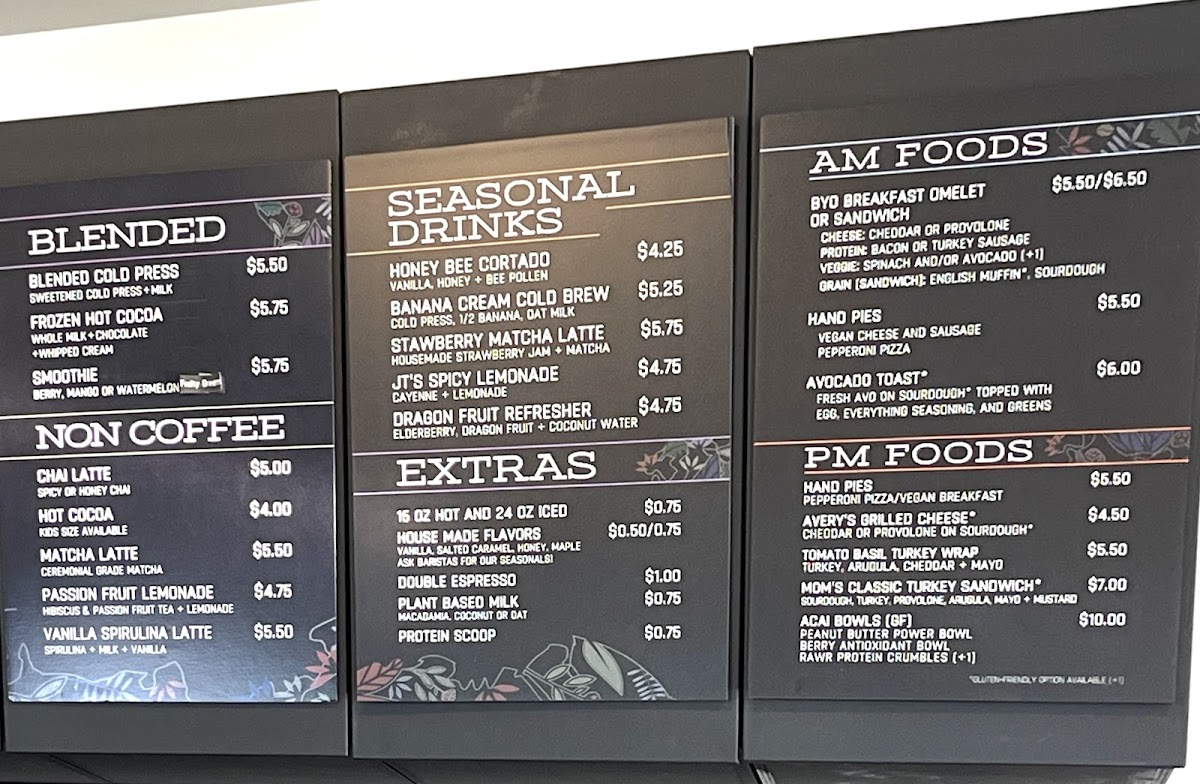 BLENDED
BLENDED COLD PRESS $5.50
SWEETENED COLD PRESS + MILK
FROZEN HOT COCOA $5.75
WHOLE MILK + CHOCOLATE
+ WHIPPED CREAM
SMOOTHIE $5.75
BERRY, MANGO OR WATERMELON
NON COFFEE
CHAI LATTE $5.00
SPICY OR HONEY CHAI
HOT COCOA $4.00
KIDS SIZE AVAILABLE
MATCHA LATTE $5.50
CEREMONIAL GRADE MATCHA
PASSION FRUIT LEMONADE $4.75
HIBISCUS & PASSION FRUIT TEA + LEMONADE
VANILLA SPIRULINA LATTE $5.50
SPIRULINA + MILK + VANILLA
SEASONAL
DRINKS
HONEY BEE CORTADO $4.25
VANILLA, HONEY + BEE POLLEN
BANANA CREAM COLD BREW $5.25
COLD PRESS, 1/2 BANANA, OAT MILK
STAWBERRY MATCHA LATTE $5.75
HOUSEMADE STRAWBERRY JAM + MATCHA
JT'S SPICY LEMONADE $4.75
CAYENNE + LEMONADE
DRAGON FRUIT REFRESHER $4.75
ELDERBERRY, DRAGON FRUIT + COCONUT WATER
EXTRAS
16 OZ HOT AND 24 OZ ICED $0.75
HOUSE MADE FLAVORS $0.50/0.75
VANILLA, SALTED CARAMEL, HONEY, MAPLE
ASK BARISTAS FOR OUR SEASONALS!
DOUBLE ESPRESSO $1.00
PLANT BASED MILK $0.75
MACADAMIA, COCONUT OR OAT
PROTEIN SCOOP $0.75
AM FOODS
BYO BREAKFAST OMELET $5.50/$6.50
OR SANDWICH
CHEESE: CHEDDAR OR PROVOLONE
PROTEIN: BACON OR TURKEY SAUSAGE
VEGGIE: SPINACH AND/OR AVOCADO (+1)
GRAIN (SANDWICH): ENGLISH MUFFIN*, SOURDOUGH
HAND PIES $5.50
VEGAN CHEESE AND SAUSAGE
PEPPERONI PIZZA
AVOCADO TOAST* $6.00
FRESH AVO ON SOURDOUGH* TOPPED WITH
EGG, EVERYTHING SEASONING, AND GREENS
PM FOODS
HAND PIES $5.50
PEPPERONI PIZZA/VEGAN BREAKFAST
AVERY'S GRILLED CHEESE* $4.50
CHEDDAR OR PROVOLONE ON SOURDOUGH*
TOMATO BASIL TURKEY WRAP $5.50
TURKEY, ARUGULA, CHEDDAR + MAYO
MOM'S CLASSIC TURKEY SANDWICH* $7.00
SOURDOUGH, TURKEY, PROVOLONE, ARUGULA, MAYO + MUSTARD
ACAI BOWLS (GF) $10.00
PEANUT BUTTER POWER BOWL
BERRY ANTIOXIDANT BOWL
RAWR PROTEIN CRUMBLES (+1)
*GLUTEN-FRIENDLY OPTION AVAILABLE (+1)